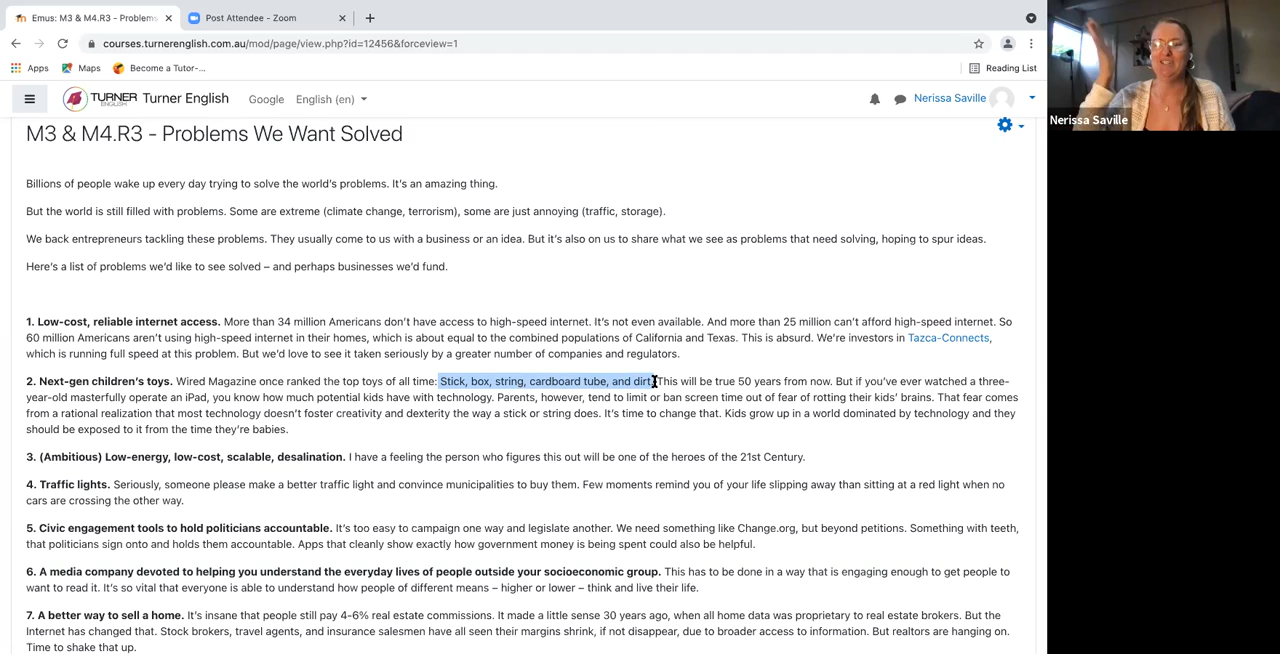 Emus: M3 & M4.R3 - Problems
Post Attendee - Zoom
courses.turnerenglish.com.au/mod/page/view.php?id=12456&forceview=1
Apps
Maps
Become a Tutor-...
Reading List
TURNER
ENGLISH
Turner English
Google
English (en)
Nerissa Saville
Nerissa Saville
M3 & M4.R3 - Problems We Want Solved
Billions of people wake up every day trying to solve the world's problems. It's an amazing thing.
But the world is still filled with problems. Some are extreme (climate change, terrorism), some are just annoying (traffic, storage).
We back entrepreneurs tackling these problems. They usually come to us with a business or an idea. But it's also on us to share what we see as problems that need solving, hoping to spur ideas.
Here's a list of problems we'd like to see solved – and perhaps businesses we'd fund.
1. Low-cost, reliable internet access. More than 34 million Americans don't have access to high-speed internet. It's not even available. And more than 25 million can't afford high-speed internet. So
60 million Americans aren't using high-speed internet in their homes, which is about equal to the combined populations of California and Texas. This is absurd. We're investors in Tazca-Connects,
which is running full speed at this problem. But we'd love to see it taken seriously by a greater number of companies and regulators.
2. Next-gen children's toys. Wired Magazine once ranked the top toys of all time: Stick, box, string, cardboard tube, and dirt. This will be true 50 years from now. But if you've ever watched a three-
year-old masterfully operate an iPad, you know how much potential kids have with technology. Parents, however, tend to limit or ban screen time out of fear of rotting their kids' brains. That fear comes
from a rational realization that most technology doesn't foster creativity and dexterity the way a stick or string does. It's time to change that. Kids grow up in a world dominated by technology and they
should be exposed to it from the time they're babies.
3. (Ambitious) Low-energy, low-cost, scalable, desalination. I have a feeling the person who figures this out will be one of the heroes of the 21st Century.
4. Traffic lights. Seriously, someone please make a better traffic light and convince municipalities to buy them. Few moments remind you of your life slipping away than sitting at a red light when no
cars are crossing the other way.
5. Civic engagement tools to hold politicians accountable. It's too easy to campaign one way and legislate another. We need something like Change.org, but beyond petitions. Something with teeth,
that politicians sign onto and holds them accountable. Apps that cleanly show exactly how government money is being spent could also be helpful.
6. A media company devoted to helping you understand the everyday lives of people outside your socioeconomic group. This has to be done in a way that is engaging enough to get people to
want to read it. It's so vital that everyone is able to understand how people of different means – higher or lower – think and live their life.
7. A better way to sell a home. It's insane that people still pay 4-6% real estate commissions. It made a little sense 30 years ago, when all home data was proprietary to real estate brokers. But the
Internet has changed that. Stock brokers, travel agents, and insurance salesmen have all seen their margins shrink, if not disappear, due to broader access to information. But realtors are hanging on.
Time to shake that up.